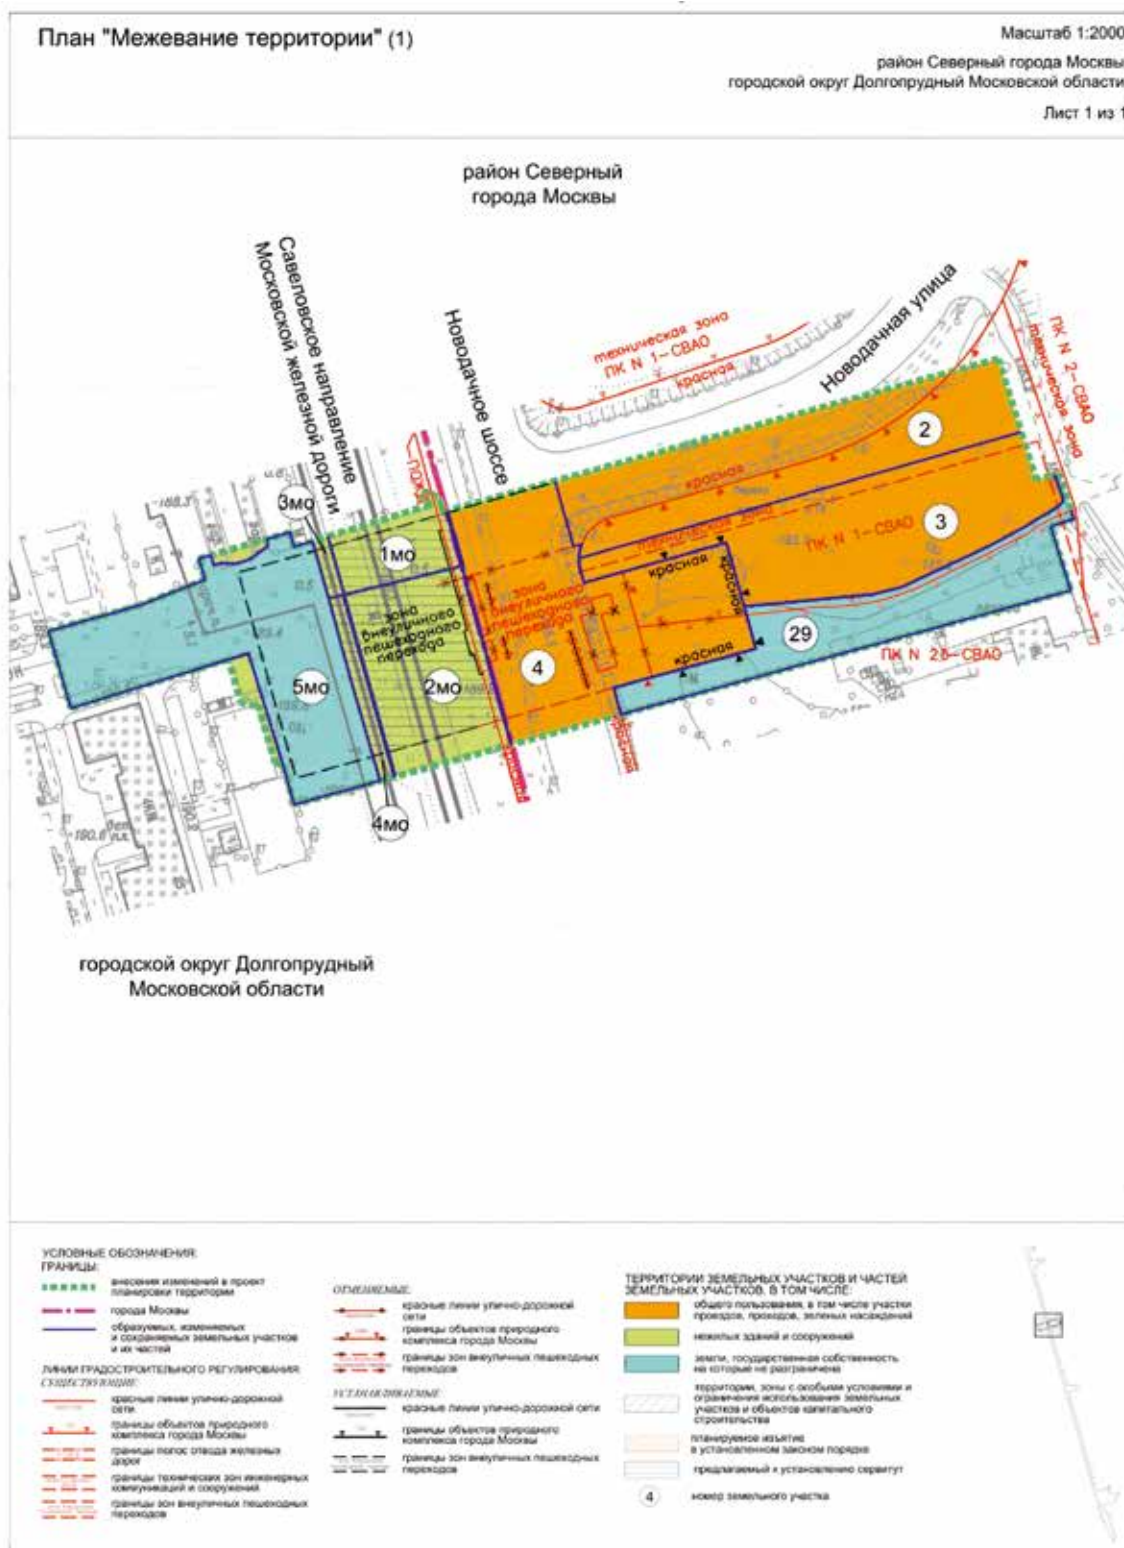 План "Межевание территории" (1)
Масштаб 1:2000
район Северный города Москвы
городской округ Долгопрудный Московской области
Лист 1 из 1
район Северный
города Москвы
Савеловское направление
Московской железной дороги
Новодачное шоссе
техническая зона
ПК N 1-СВАО
красная
Новодачная улица
ПК N 2-СВАО
техническая зона
2
3мо
1мо
красная
техническая зона
3
ПК N 1-СВАО
красная
красная
зона
внеуличного
пешеходного
перехода
зона
внеуличного
пешеходного
перехода
29
4
красная
ПК N 26-СВАО
5мо
2мо
красная
красная
4мо
городской округ Долгопрудный
Московской области
УСЛОВНЫЕ ОБОЗНАЧЕНИЯ:
ГРАНИЦЫ:
внесения изменений в проект
планировки территории
города Москвы
образуемых, изменяемых
и сохраняемых земельных участков
и их частей
ЛИНИИ ГРАДОСТРОИТЕЛЬНОГО РЕГУЛИРОВАНИЯ:
СУЩЕСТВУЮЩИЕ:
красные линии улично-дорожной
сети
границы объектов природного
комплекса города Москвы
границы полос отвода железных
дорог
границы технических зон инженерных
коммуникаций и сооружений
границы зон внеуличных пешеходных
переходов
ОТМЕНЯЕМЫЕ:
красные линии улично-дорожной
сети
границы объектов природного
комплекса города Москвы
границы зон внеуличных пешеходных
переходов
УСТАНАВЛИВАЕМЫЕ
красные линии улично-дорожной сети
границы объектов природного
комплекса города Москвы
границы зон внеуличных пешеходных
переходов
ТЕРРИТОРИИ ЗЕМЕЛЬНЫХ УЧАСТКОВ И ЧАСТЕЙ
ЗЕМЕЛЬНЫХ УЧАСТКОВ, В ТОМ ЧИСЛЕ:
общего пользования, в том числе участки
проездов, проходов, зеленых насаждений
нежилых зданий и сооружений
земли, государственная собственность
на которые не разграничена
территории, зоны с особыми условиями и
ограничения использования земельных
участков и объектов капитального
строительства
планируемое изъятие
в установленном законом порядке
предлагаемый к установлению сервитут
4
номер земельного участка